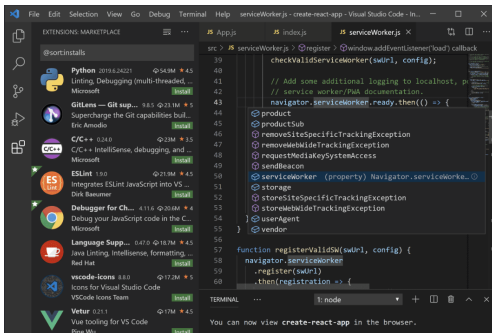 File Edit Selection View Go Debug Terminal Help serviceWorker.js - create-react-app - Visual Studio Code - In...
EXTENSIONS: MARKETPLACE
@sort:installs
Python 2019.6.24221 54.9M 4.5
Linting, Debugging (multi-threaded, ...
Microsoft Install
GitLens — Git sup... 9.8.5 23.1M 5
Supercharge the Git capabilities buil...
Eric Amodio Install
C/C++ 0.24.0 23M 3.5
C/C++ IntelliSense, debugging, and ...
Microsoft Install
ESLint 1.9.0 21.9M 4.5
Integrates ESLint JavaScript into VS ...
Dirk Baeumer Install
Debugger for Ch... 4.11.6 20.6M 4
Debug your JavaScript code in the C...
Microsoft Install
Language Supp... 0.47.0 18.7M 4.5
Java Linting, Intellisense, formatting, ...
Red Hat Install
vscode-icons 8.8.0 17.2M 5
Icons for Visual Studio Code
VSCode Icons Team Install
Vetur 0.21.1 17M 4.5
Vue tooling for VS Code
Pine Wu Install
JS App.js JS index.js JS serviceWorker.js
src > JS serviceWorker.js > register > window.addEventListener('load') callback
39 checkValidServiceWorker(swUrl, config);
40
41 // Add some additional logging to localhost, p
42 // service worker/PWA documentation.
43 navigator.serviceWorker.ready.then(() => {
product
productSub
removeSiteSpecificTrackingException
removeWebWideTrackingException
requestMediaKeySystemAccess
sendBeacon
serviceWorker (property) Navigator.serviceWorke...
storage
storeSiteSpecificTrackingException
storeWebWideTrackingException
54 } userAgent
55 } vendor
56
57 function registerValidSW(swUrl, config) {
58 navigator.serviceWorker
59 .register(swUrl)
60 .then(registration => {
TERMINAL ... 1: node
You can now view create-react-app in the browser.